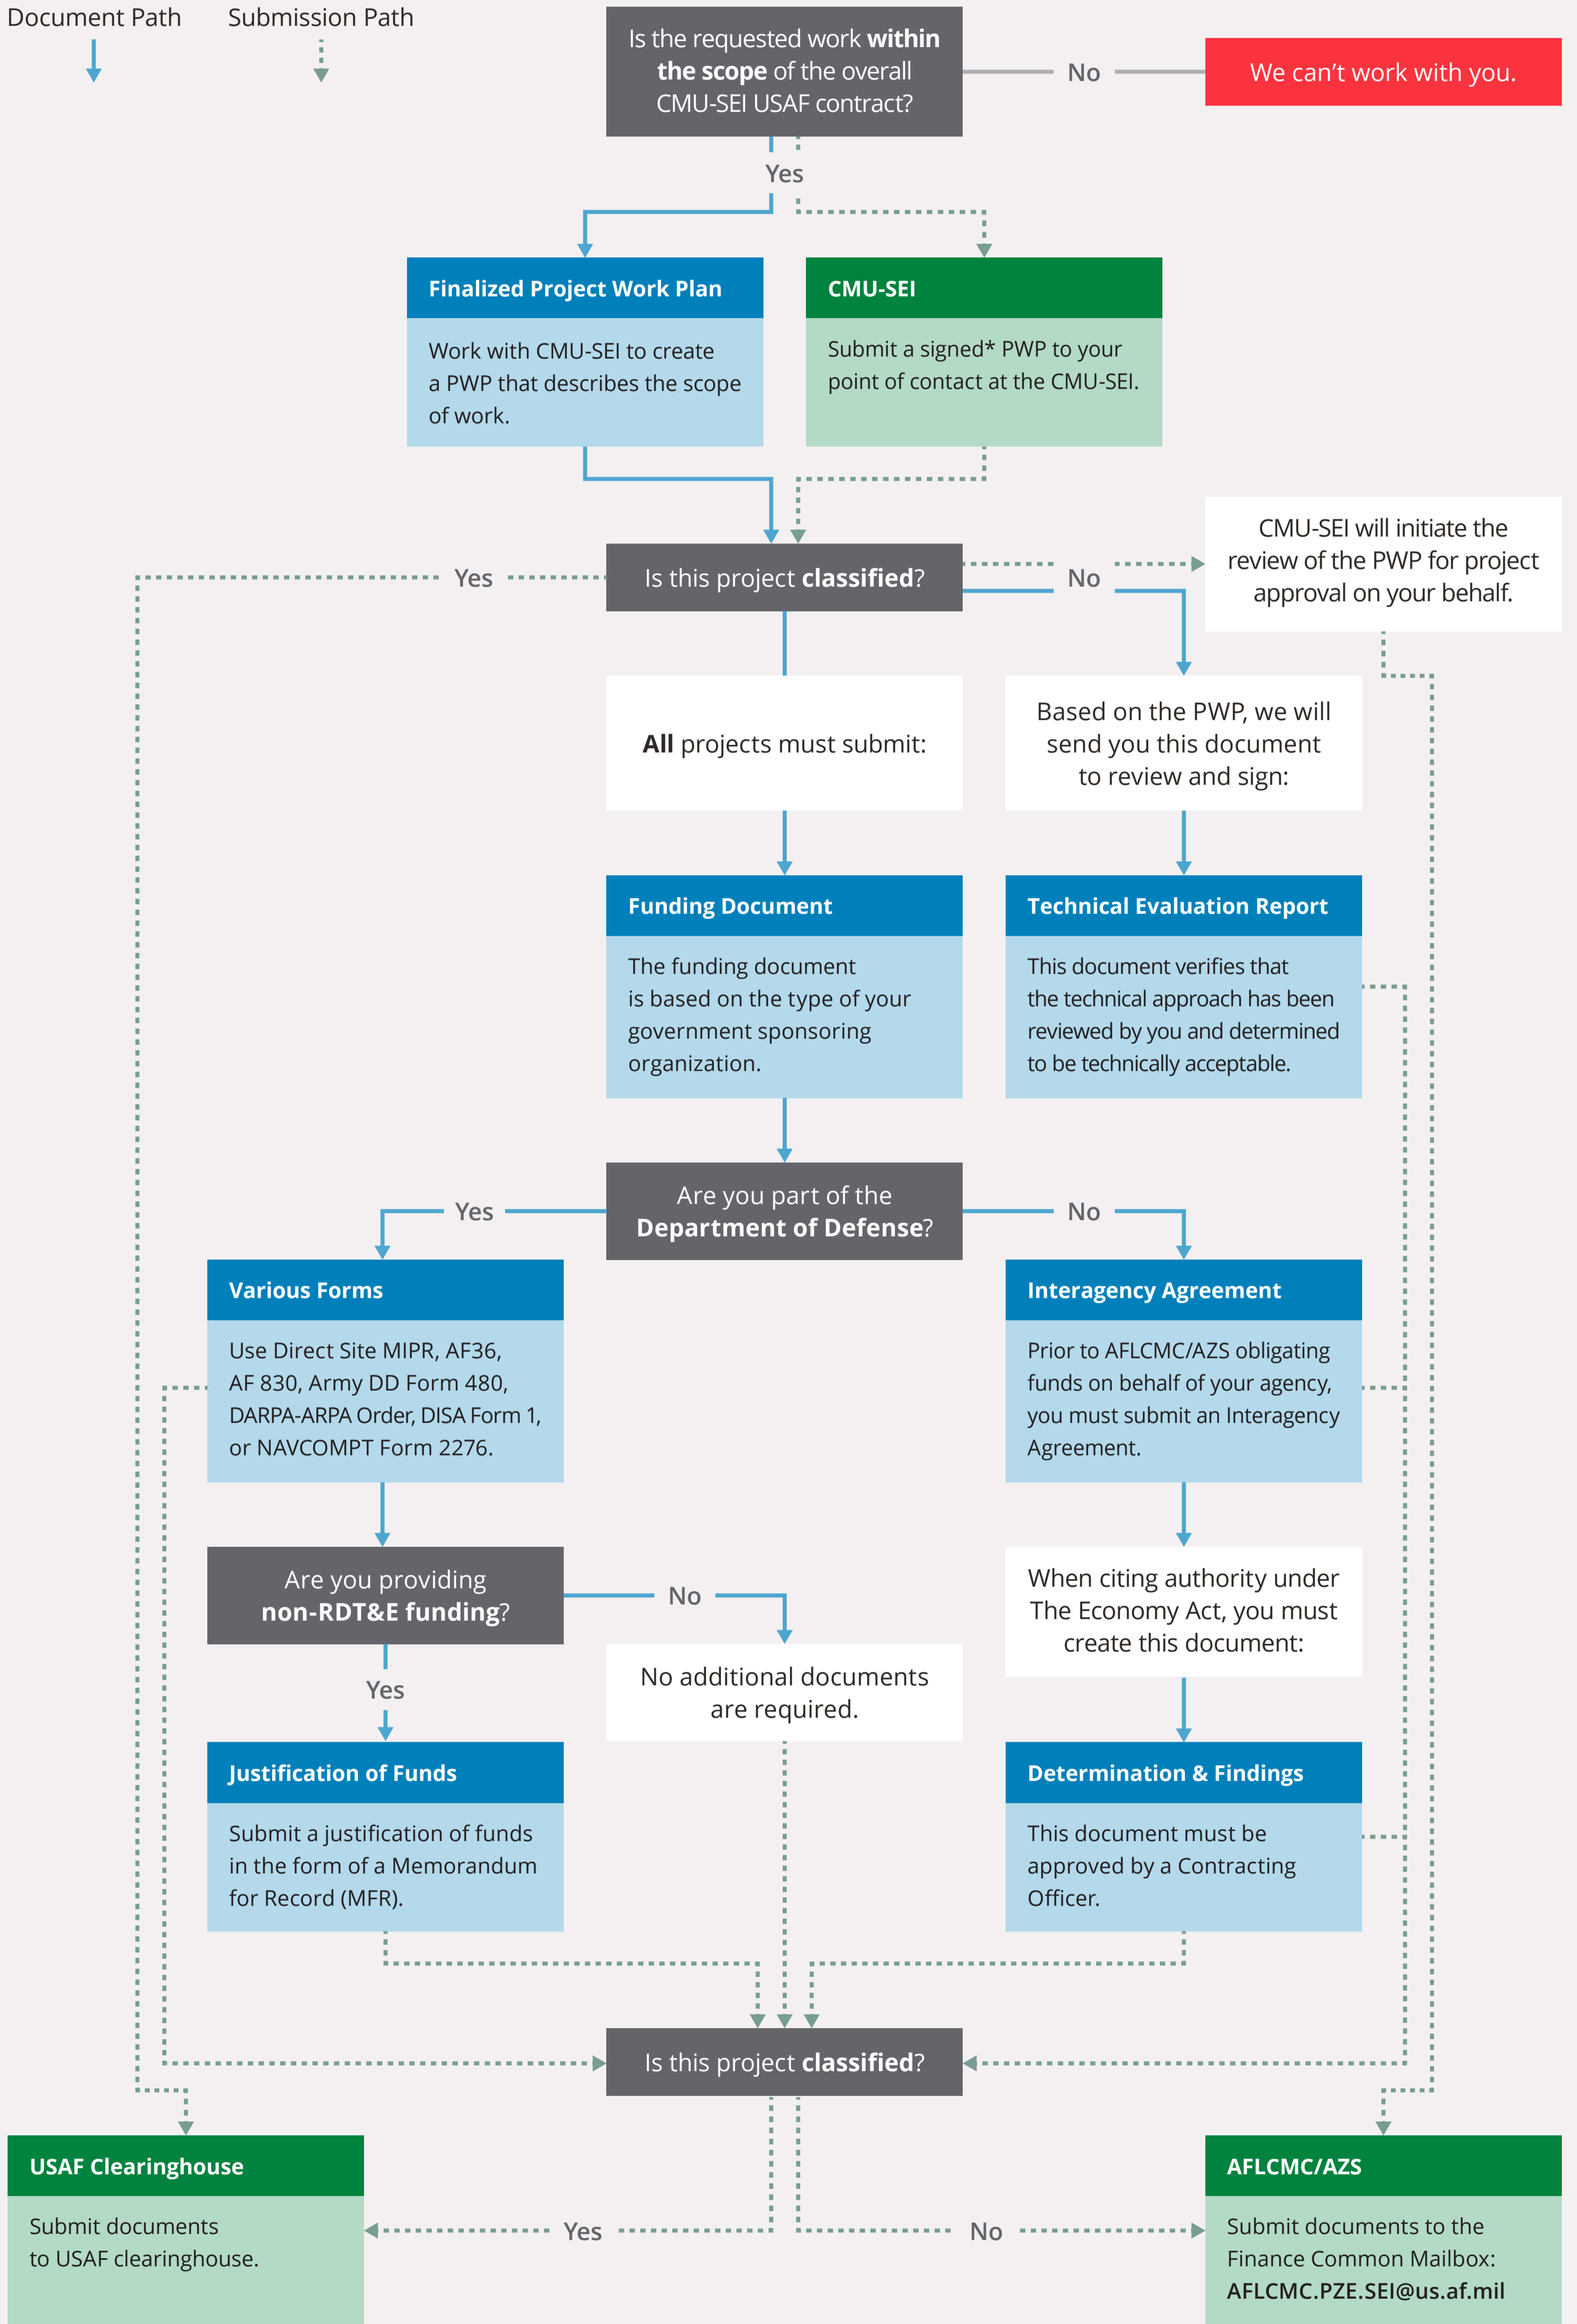 Document Path
Submission Path
Is the requested work within
the scope of the overall
CMU-SEI USAF contract?
No
We can’t work with you.
Yes
Finalized Project Work Plan
Work with CMU-SEI to create
a PWP that describes the scope
of work.
CMU-SEI
Submit a signed* PWP to your
point of contact at the CMU-SEI.
Yes
Is this project classified?
No
CMU-SEI will initiate the
review of the PWP for project
approval on your behalf.
All projects must submit:
Based on the PWP, we will
send you this document
to review and sign:
Funding Document
The funding document
is based on the type of your
government sponsoring
organization.
Technical Evaluation Report
This document verifies that
the technical approach has been
reviewed by you and determined
to be technically acceptable.
Yes
Are you part of the
Department of Defense?
No
Various Forms
Use Direct Site MIPR, AF36,
AF 830, Army DD Form 480,
DARPA-ARPA Order, DISA Form 1,
or NAVCOMPT Form 2276.
Interagency Agreement
Prior to AFLCMC/AZS obligating
funds on behalf of your agency,
you must submit an Interagency
Agreement.
Are you providing
non-RDT&E funding?
No
When citing authority under
The Economy Act, you must
create this document:
Yes
No additional documents
are required.
Justification of Funds
Submit a justification of funds
in the form of a Memorandum
for Record (MFR).
Determination & Findings
This document must be
approved by a Contracting
Officer.
Is this project classified?
USAF Clearinghouse
Submit documents
to USAF clearinghouse.
Yes
No
AFLCMC/AZS
Submit documents to the
Finance Common Mailbox:
AFLCMC.PZE.SEI@us.af.mil